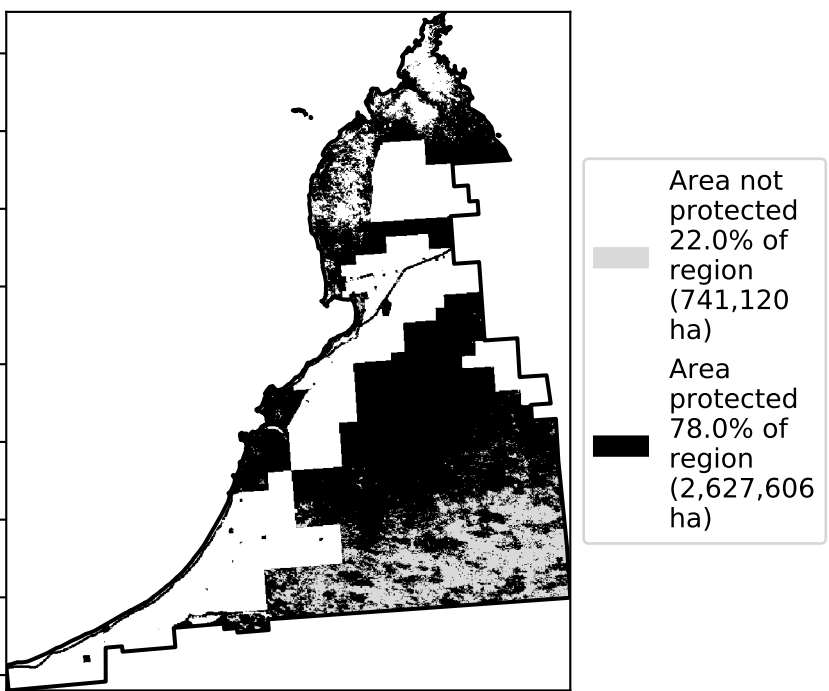 Area not
protected
22.0% of
region
(741,120
ha)
Area
protected
78.0% of
region
(2,627,606
ha)